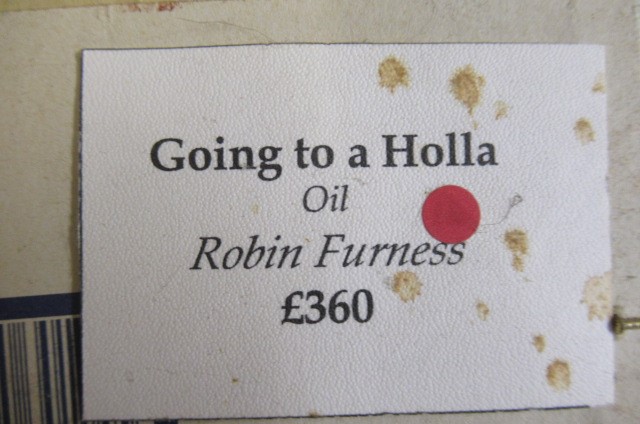 Going to a Holla
Oil
Robin Furness
£360